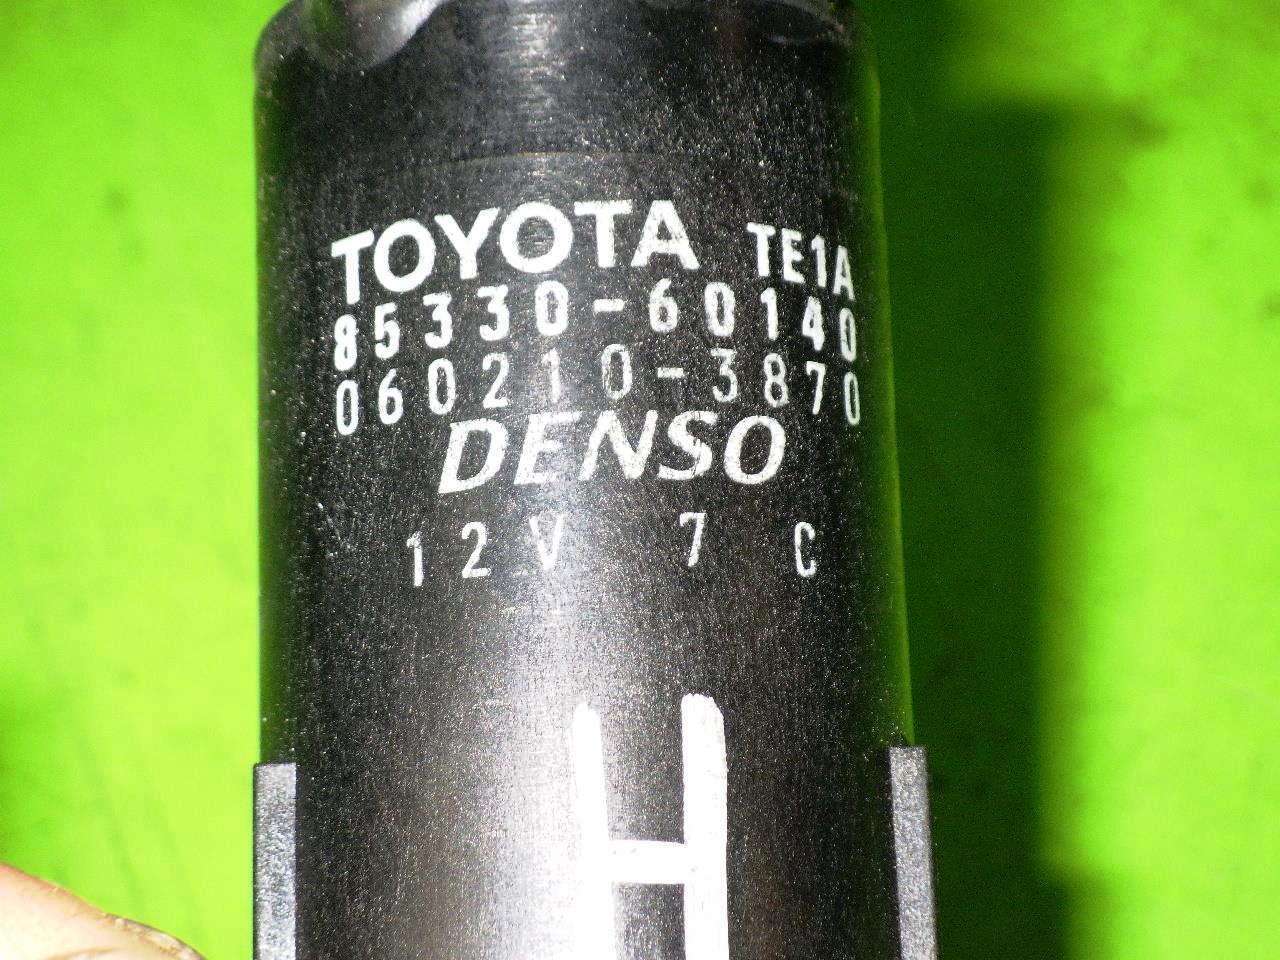 TOYOTA TE1A
85330-60140
060210-3870
DENSO
12V 7 C
H